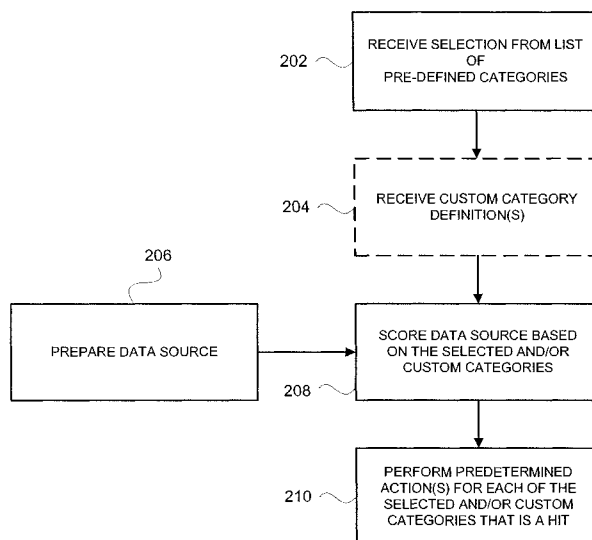 202
RECEIVE SELECTION FROM LIST
OF
PRE-DEFINED CATEGORIES
204
RECEIVE CUSTOM CATEGORY
DEFINITION(S)
206
PREPARE DATA SOURCE
SCORE DATA SOURCE BASED
ON THE SELECTED AND/OR
CUSTOM CATEGORIES
208
PERFORM PREDETERMINED
ACTION(S) FOR EACH OF THE
SELECTED AND/OR CUSTOM
CATEGORIES THAT IS A HIT
210